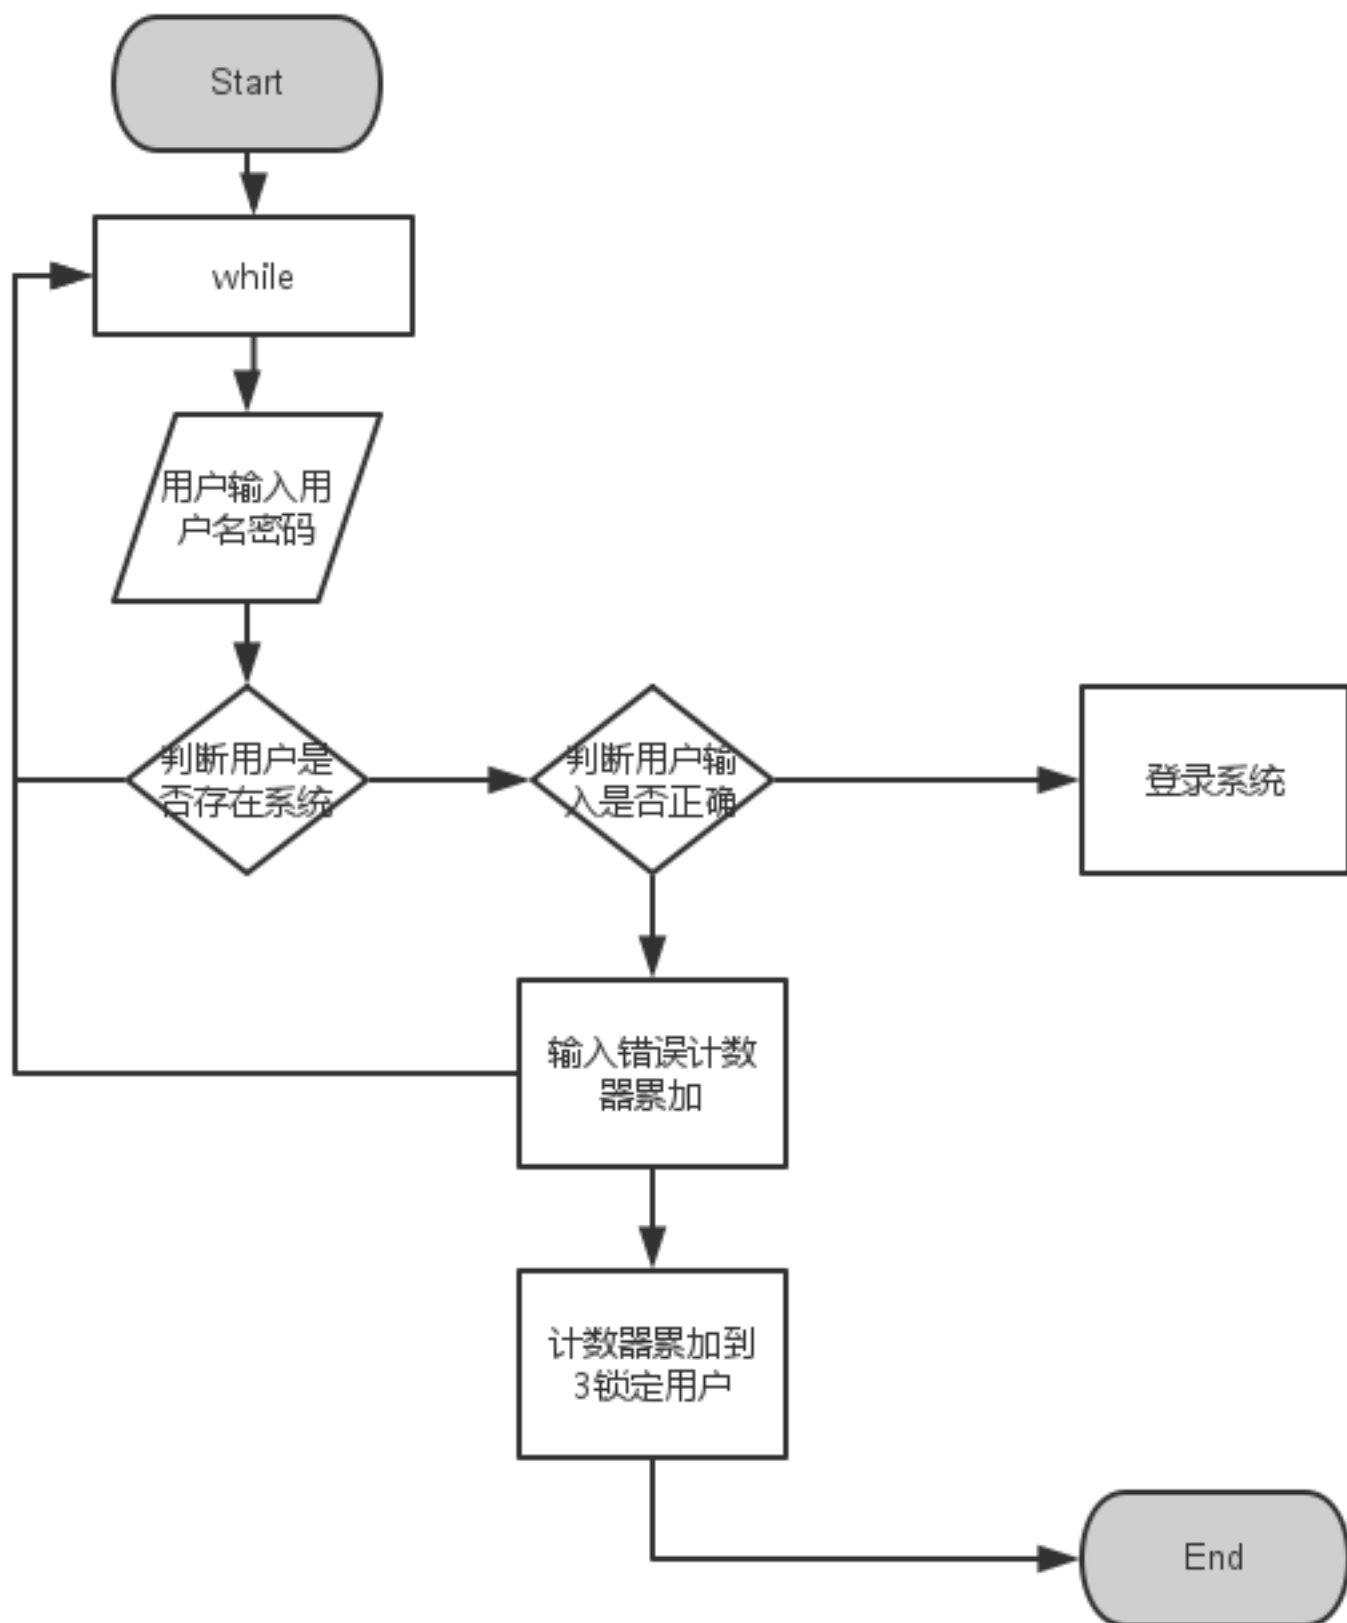 Start
while
用户输入用
户名密码
判断用户是
否存在系统
判断用户输
入是否正确
登录系统
输入错误计数
器累加
计数器累加到
3锁定用户
End